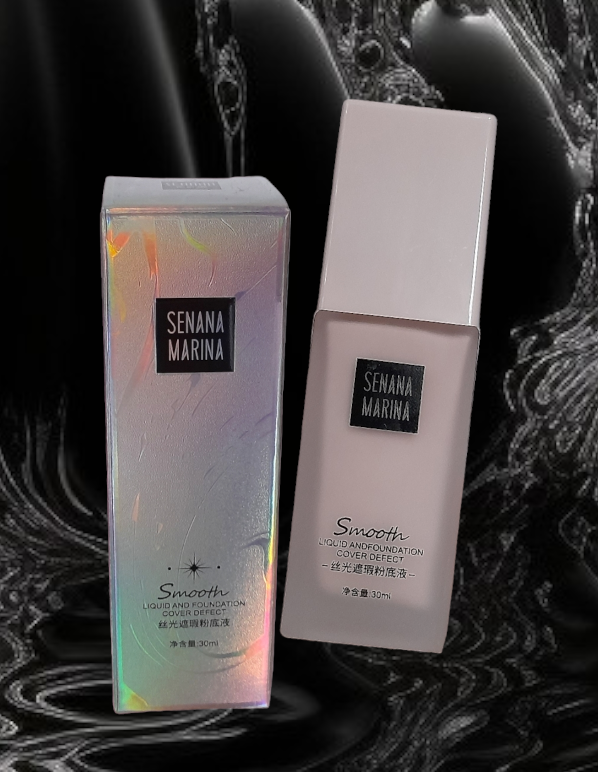 SENANA
MARINA
Smooth
LIQUID AND FOUNDATION
COVER DEFECT
丝光遮瑕粉底液
净含量:30ml
SENANA
MARINA
Smooth
LIQUID ANDFOUNDATION
COVER DEFECT
-丝光遮瑕粉底液-
净含量:30ml